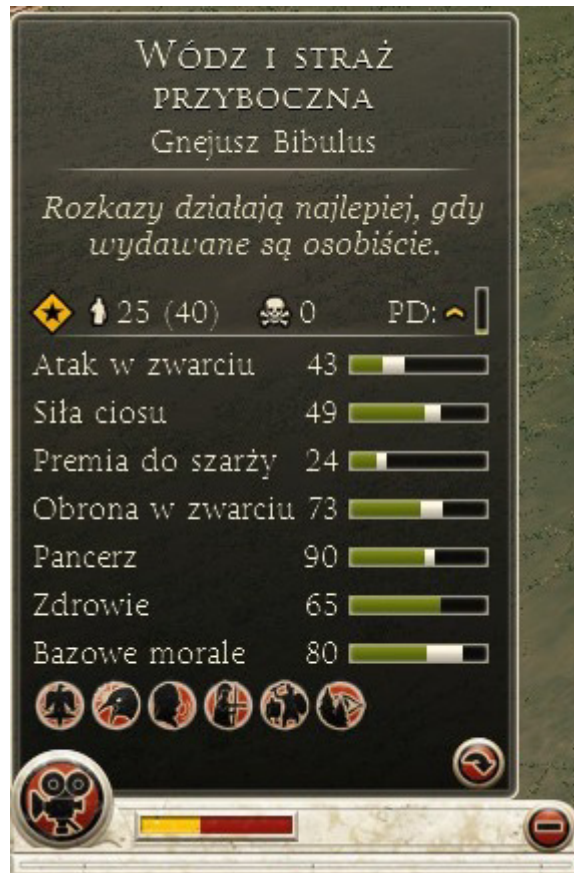 Wódz i straż
przyboczna
Gnejusz Bibulus
Rozkazy działają najlepiej, gdy
wydawane są osobiście.
25 (40) 0 PD:
Atak w zwarciu 43
Siła ciosu 49
Premia do szarży 24
Obrona w zwarciu 73
Pancerz 90
Zdrowie 65
Bazowe morale 80